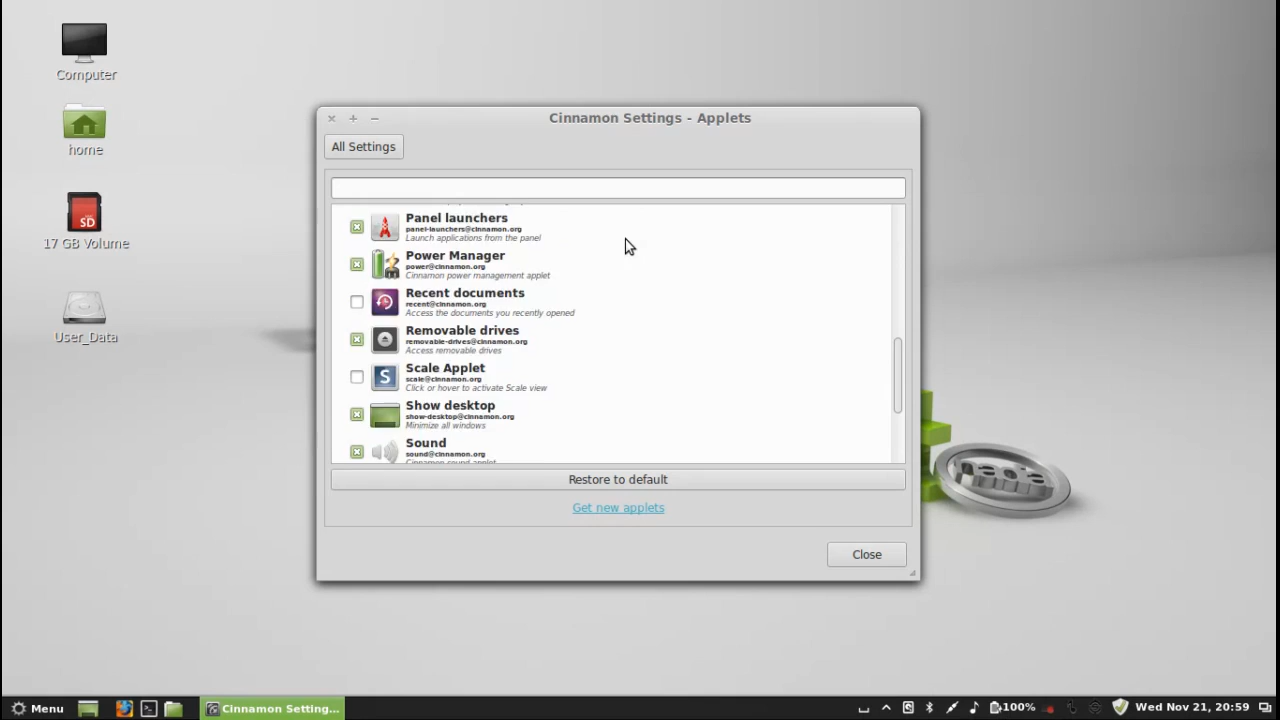 Computer
home
17 GB Volume
User_Data
Cinnamon Settings - Applets
All Settings
Panel launchers
panel-launchers@cinnamon.org
Launch applications from the panel
Power Manager
power@cinnamon.org
Cinnamon power management applet
Recent documents
recent@cinnamon.org
Access the documents you recently opened
Removable drives
removable-drives@cinnamon.org
Access removable drives
Scale Applet
scale@cinnamon.org
Click or hover to activate Scale view
Show desktop
show-desktop@cinnamon.org
Minimize all windows
Sound
sound@cinnamon.org
Cinnamon sound applet
Restore to default
Get new applets
Close
SD
S
Menu
Cinnamon Setting...
100%
Wed Nov 21, 20:59